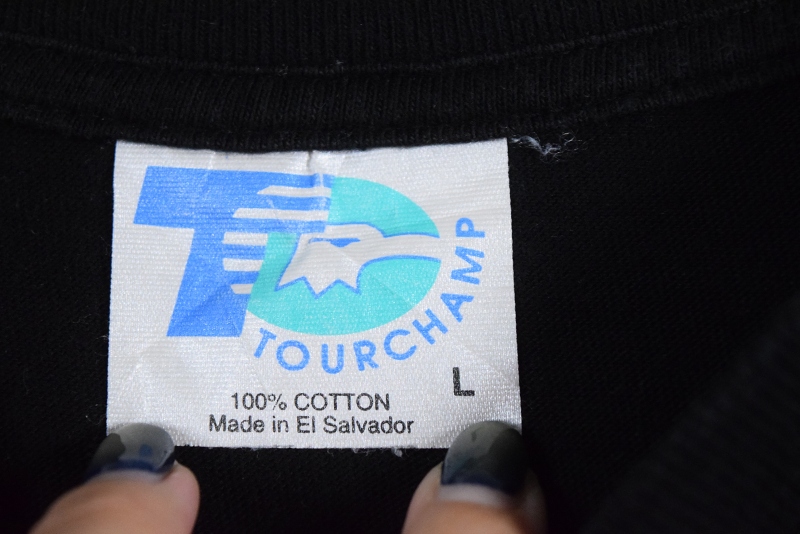 TOURCHAMP
L
100% COTTON
Made in El Salvador